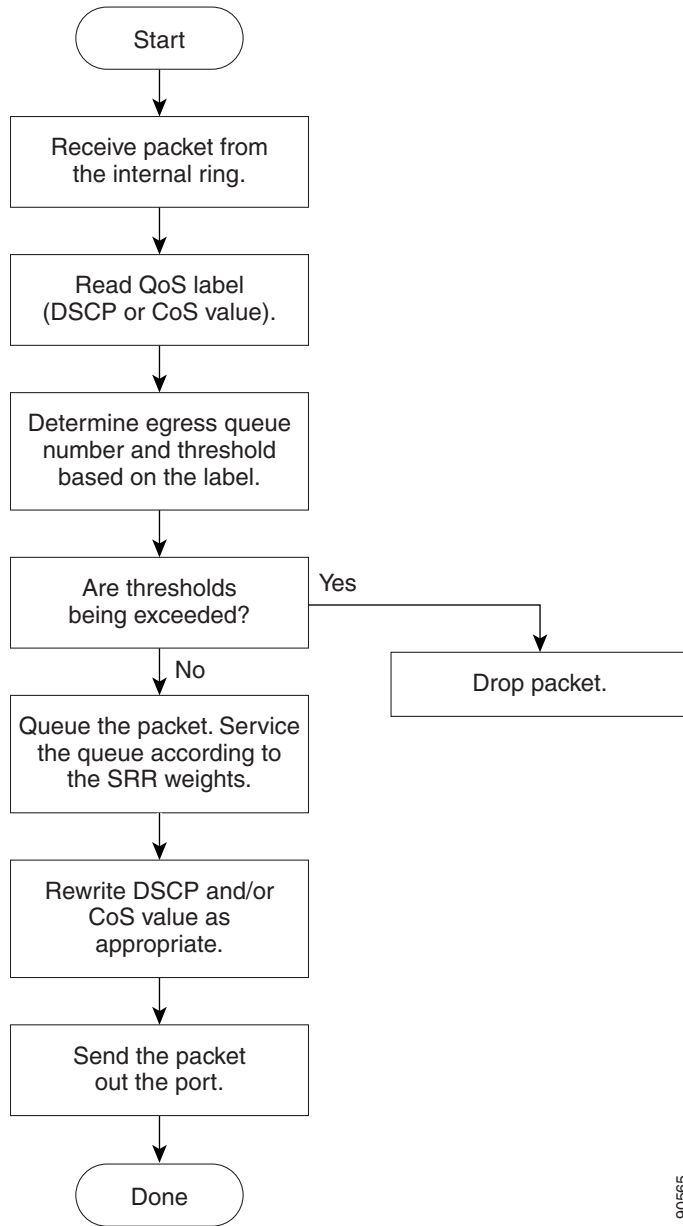 Start
Receive packet from
the internal ring.
Read QoS label
(DSCP or CoS value).
Determine egress queue
number and threshold
based on the label.
Are thresholds
being exceeded?
Yes
No
Drop packet.
Queue the packet. Service
the queue according to
the SRR weights.
Rewrite DSCP and/or
CoS value as
appropriate.
Send the packet
out the port.
Done
90565